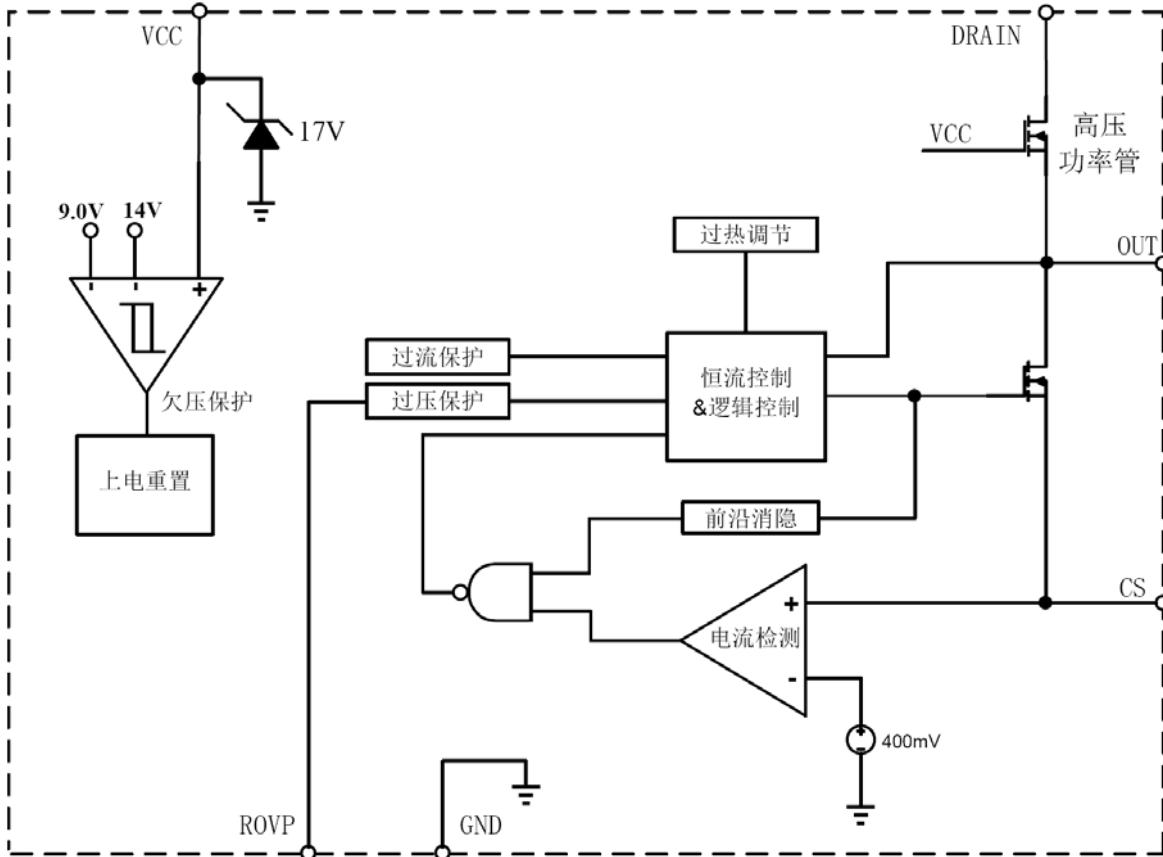 VCC
DRAIN
17V
VCC
高压
功率管
9.0V
14V
过热调节
OUT
- - +
过流保护
过压保护
恒流控制
&逻辑控制
欠压保护
上电重置
前沿消隐
CS
+
电流检测
-
+
-
400mV
ROVP
GND